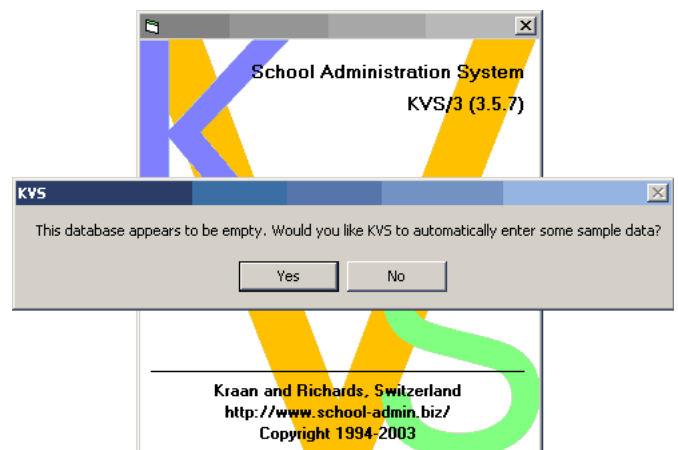 School Administration System
KVS/3 (3.5.7)
KVS
This database appears to be empty. Would you like KVS to automatically enter some sample data?
Yes
No
Kraan and Richards, Switzerland
http://www.school-admin.biz/
Copyright 1994-2003